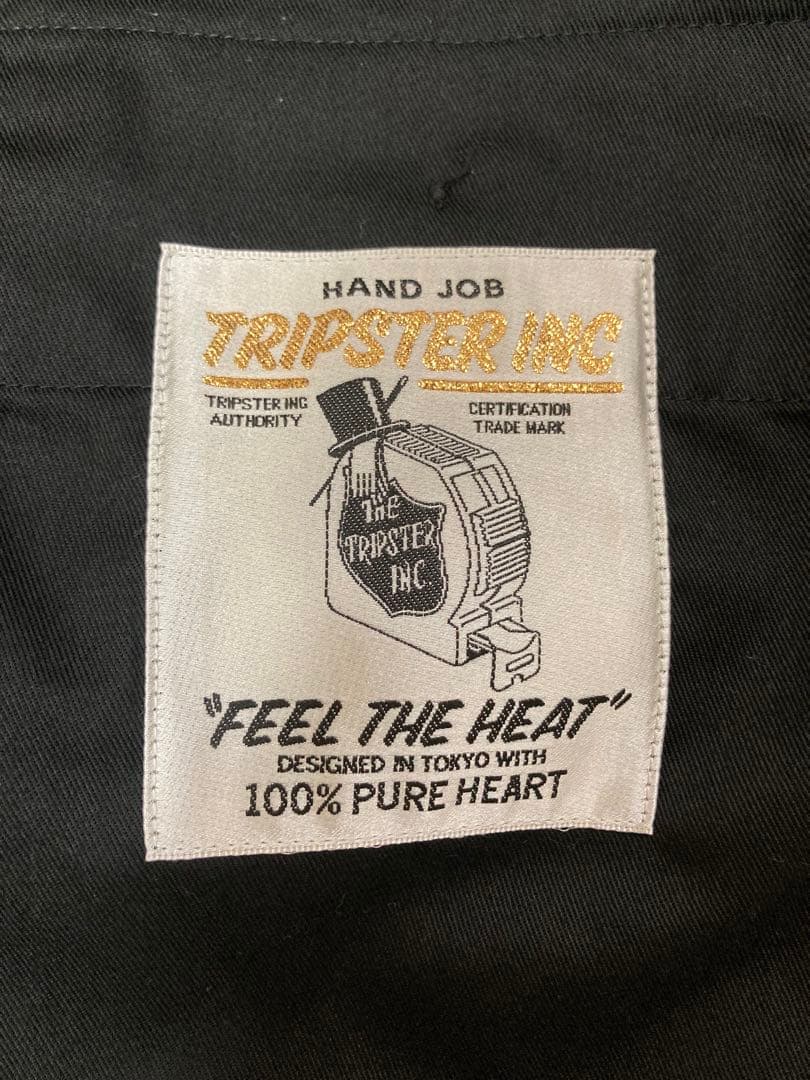 HAND JOB
TRIPSTER INC
TRIPSTER INC
AUTHORITY
CERTIFICATION
TRADE MARK
THE
TRIPSTER
INC.
"FEEL THE HEAT"
DESIGNED IN TOKYO WITH
100% PURE HEART